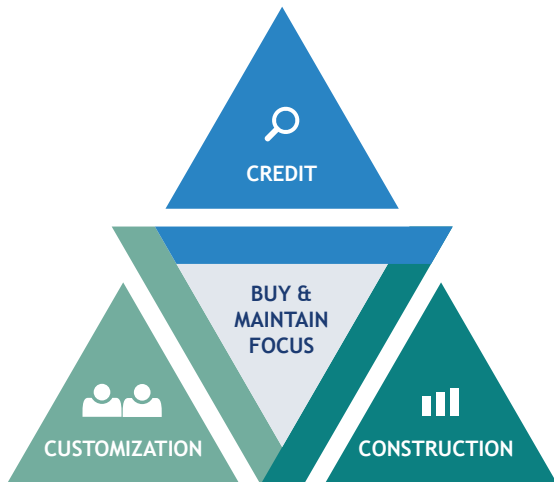 CREDIT
BUY &
MAINTAIN
FOCUS
CUSTOMIZATION
CONSTRUCTION